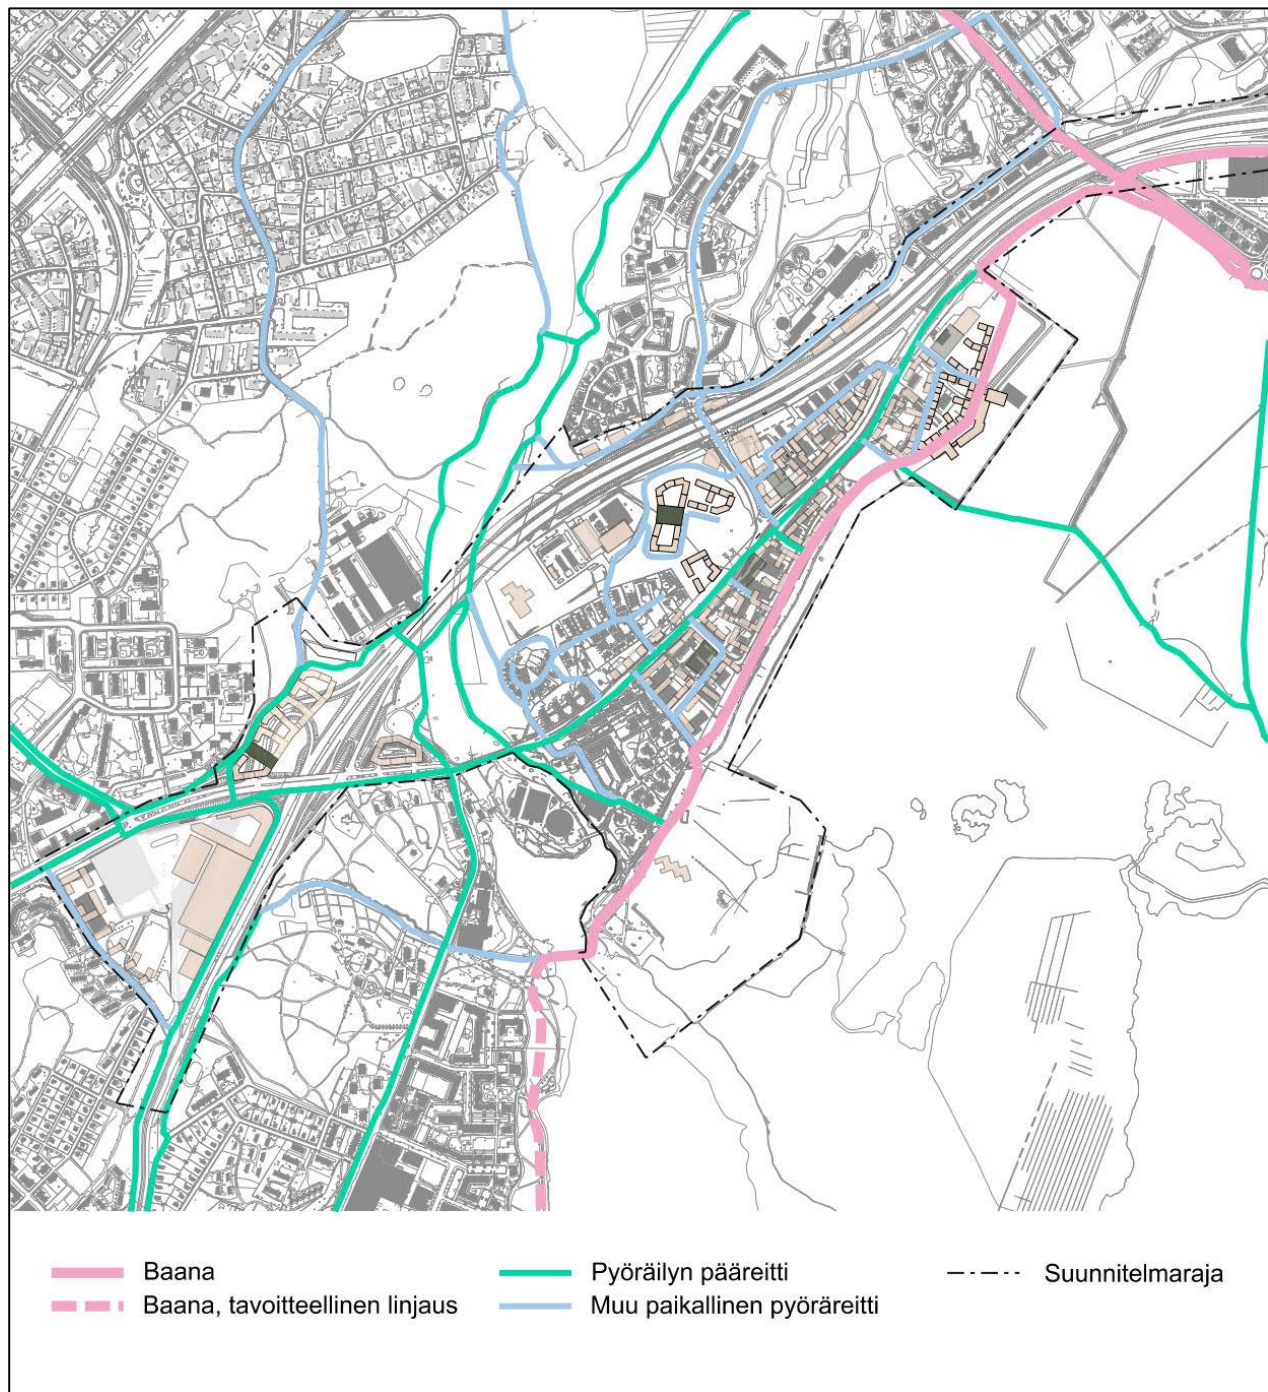 Baana
Baana, tavoitteellinen linjaus
Pyöräilyn pääreitti
Muu paikallinen pyöräreitti
Suunnitelmaraja